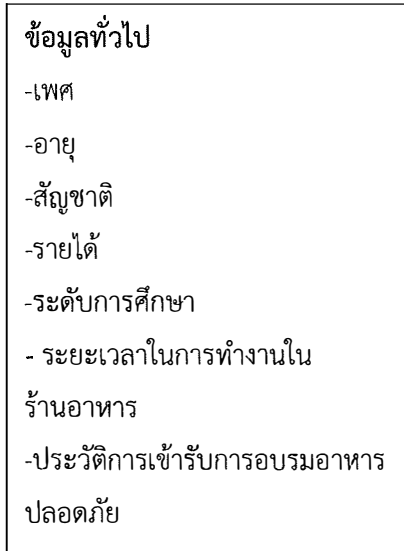 ข้อมูลทั่วไป
-เพศ
-อายุ
-สัญชาติ
-รายได้
-ระดับการศึกษา
- ระยะเวลาในการทำงานใน
ร้านอาหาร
-ประวัติการเข้ารับการอบรมอาหาร
ปลอดภัย